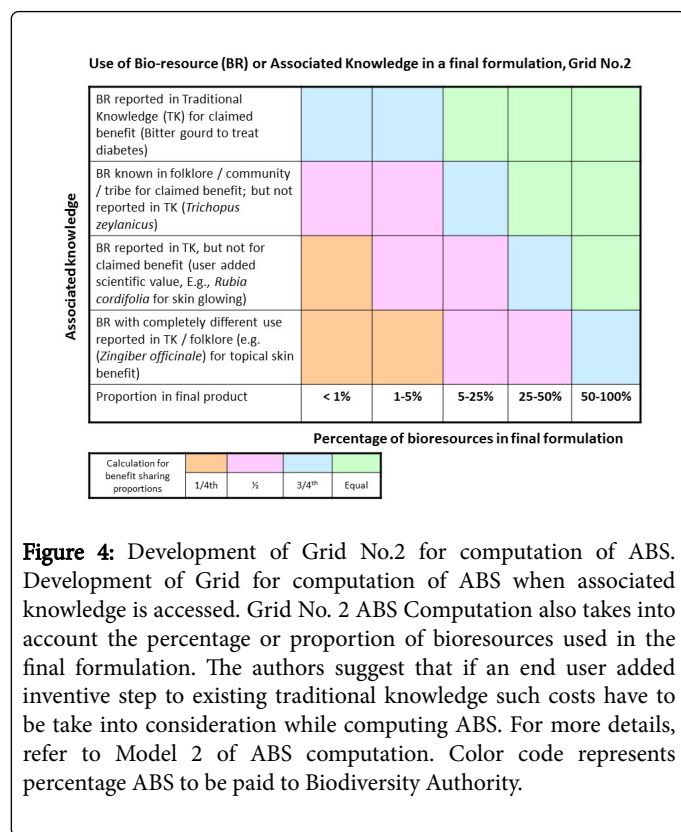 Use of Bio-resource (BR) or Associated Knowledge in a final formulation, Grid No.2
Associated knowledge
BR reported in Traditional
Knowledge (TK) for claimed
benefit (Bitter gourd to treat
diabetes)
BR known in folklore / community
/ tribe for claimed benefit; but not
reported in TK (Trichopus
zeylanicus)
BR reported in TK, but not for
claimed benefit (user added
scientific value, E.g., Rubia
cordifolia for skin glowing)
BR with completely different use
reported in TK / folklore (e.g.
(Zingiber officinale) for topical skin
benefit)
Proportion in final product < 1% 1-5% 5-25% 25-50% 50-100%
Percentage of bioresources in final formulation
Calculation for
benefit sharing
proportions
1/4th ½ 3/4th Equal
Figure 4: Development of Grid No.2 for computation of ABS.
Development of Grid for computation of ABS when associated
knowledge is accessed. Grid No. 2 ABS Computation also takes into
account the percentage or proportion of bioresources used in the
final formulation. The authors suggest that if an end user added
inventive step to existing traditional knowledge such costs have to
be take into consideration while computing ABS. For more details,
refer to Model 2 of ABS computation. Color code represents
percentage ABS to be paid to Biodiversity Authority.